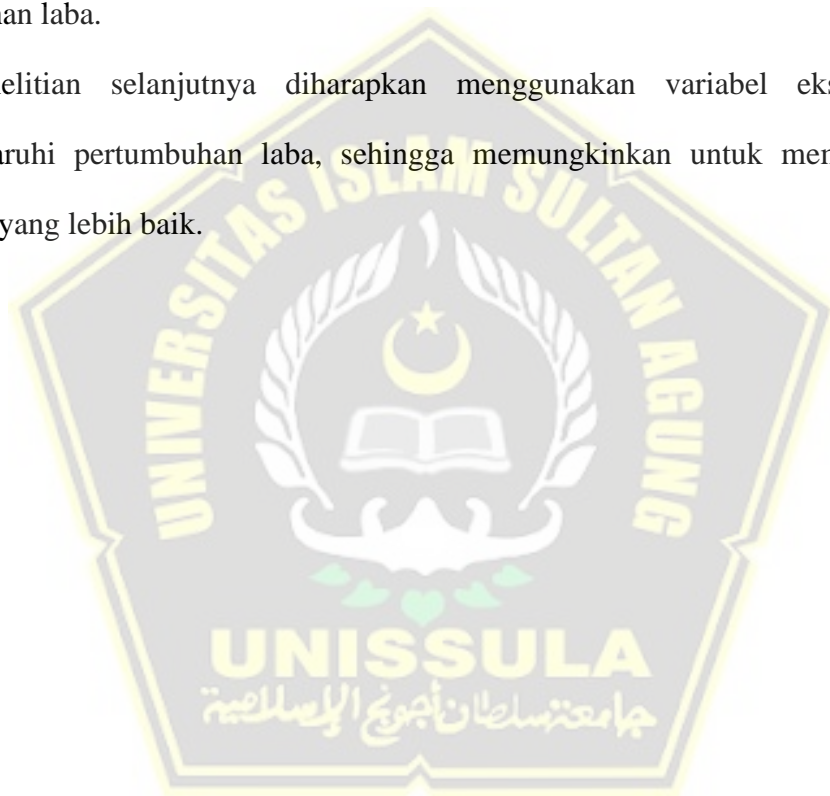 an laba.
elitian selanjutnya diharapkan menggunakan variabel eks
aruhi pertumbuhan laba, sehingga memungkinkan untuk men
yang lebih baik.
UNIVERSITAS ISLAM SULTAN AGUNG
UNISSULA
جامعة سلطان أجونج الإسلامية